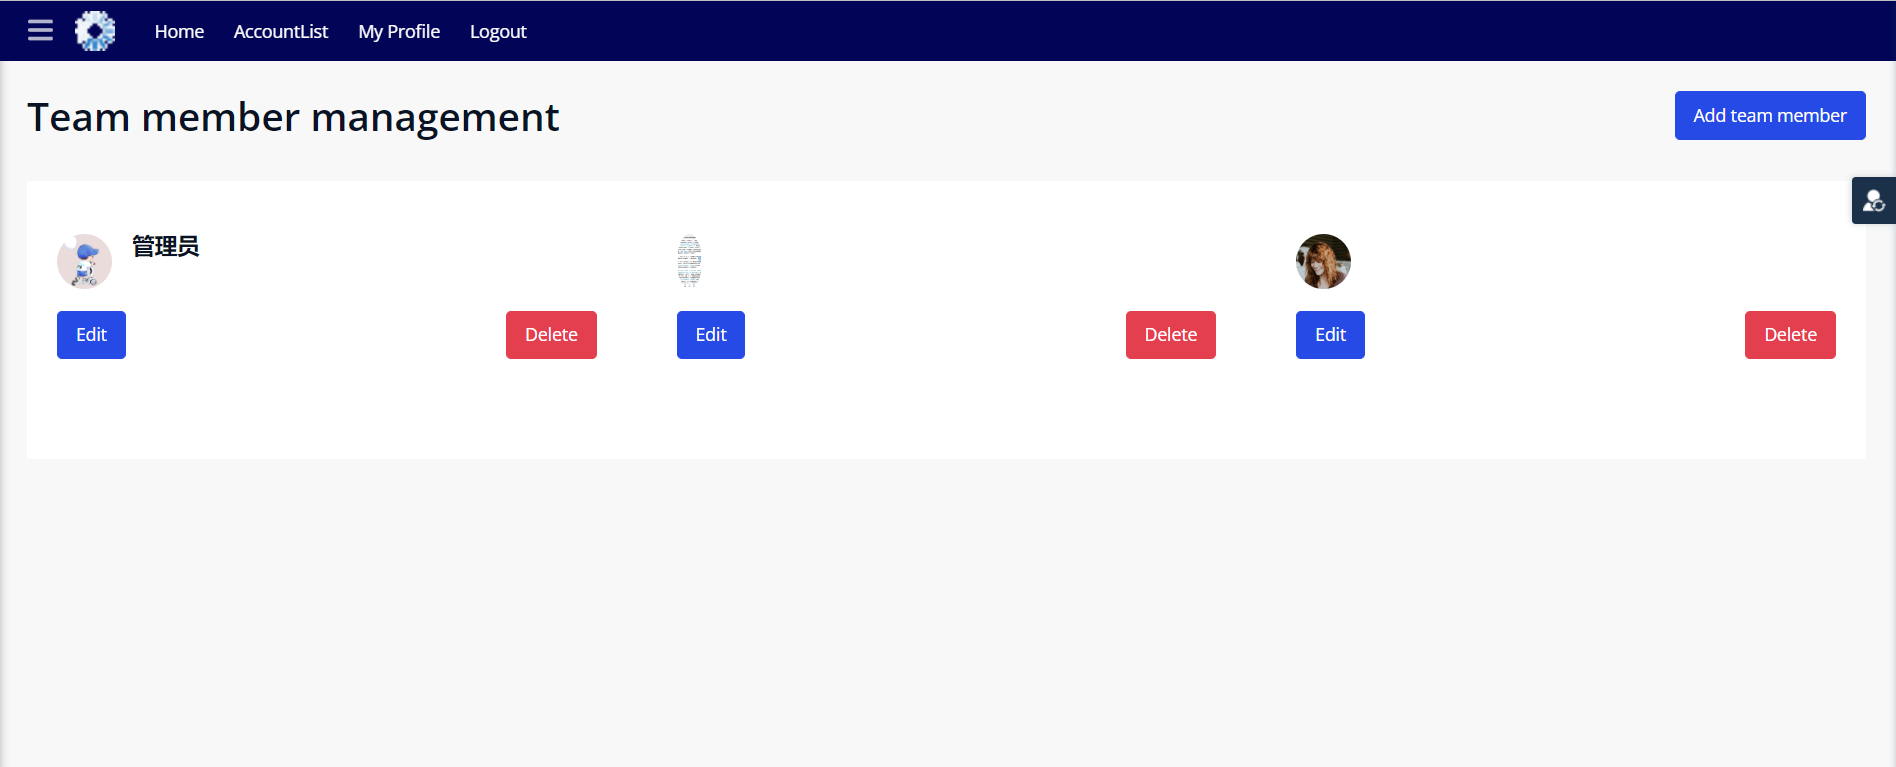 Home AccountList My Profile Logout
Team member management
Add team member
管理员
Edit Delete Edit Delete Edit Delete